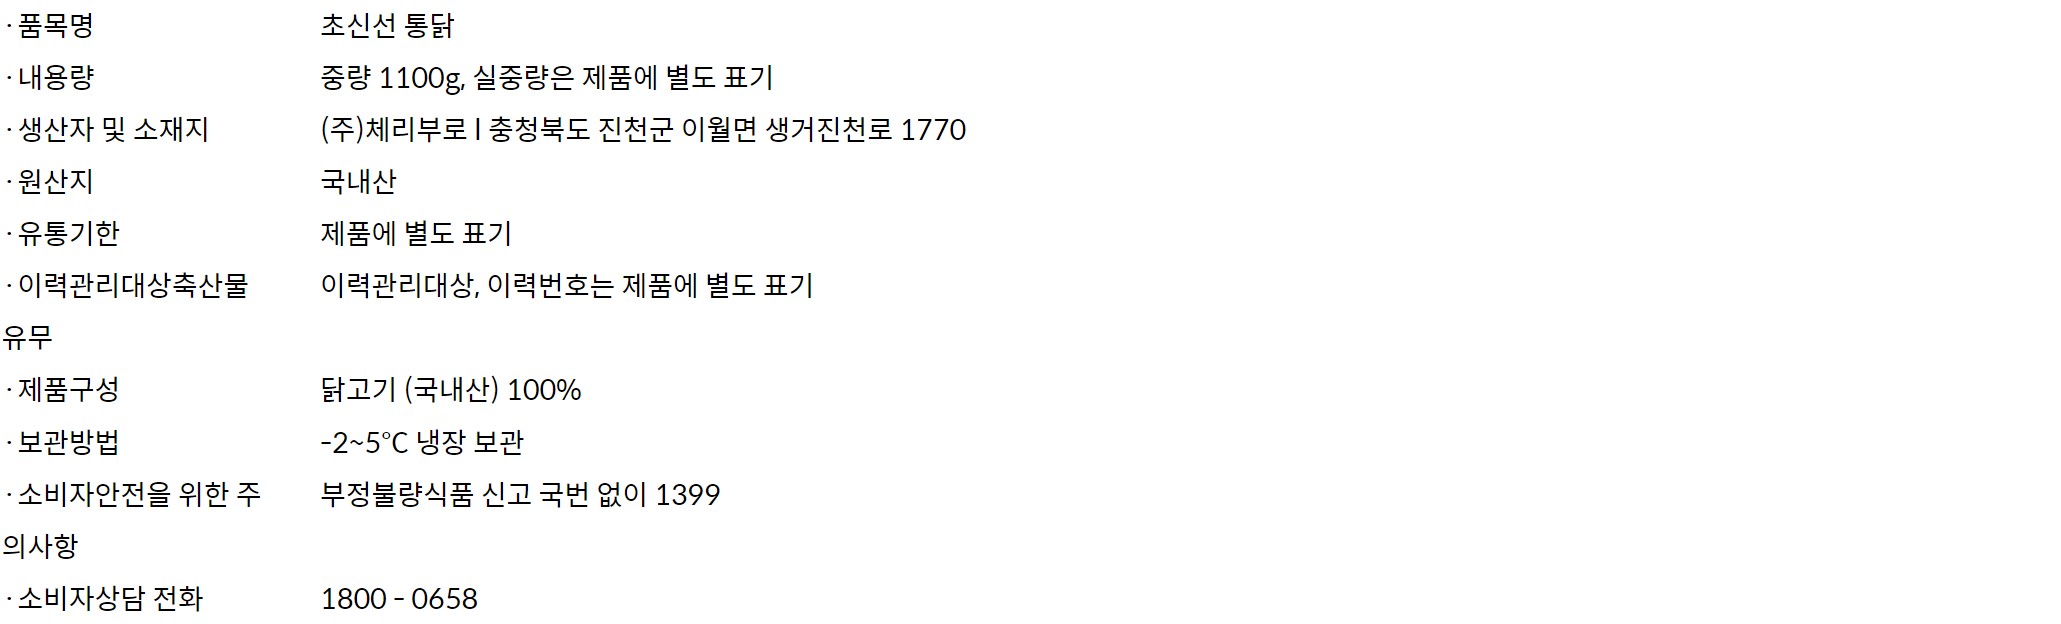 · 품목명 초신선 통닭
· 내용량 중량 1100g, 실중량은 제품에 별도 표기
· 생산자 및 소재지 (주)체리부로 l 충청북도 진천군 이월면 생거진천로 1770
· 원산지 국내산
· 유통기한 제품에 별도 표기
· 이력관리대상축산물 이력관리대상, 이력번호는 제품에 별도 표기
유무
· 제품구성 닭고기 (국내산) 100%
· 보관방법 -2~5°C 냉장 보관
· 소비자안전을 위한 주 부정불량식품 신고 국번 없이 1399
의사항
· 소비자상담 전화 1800 - 0658